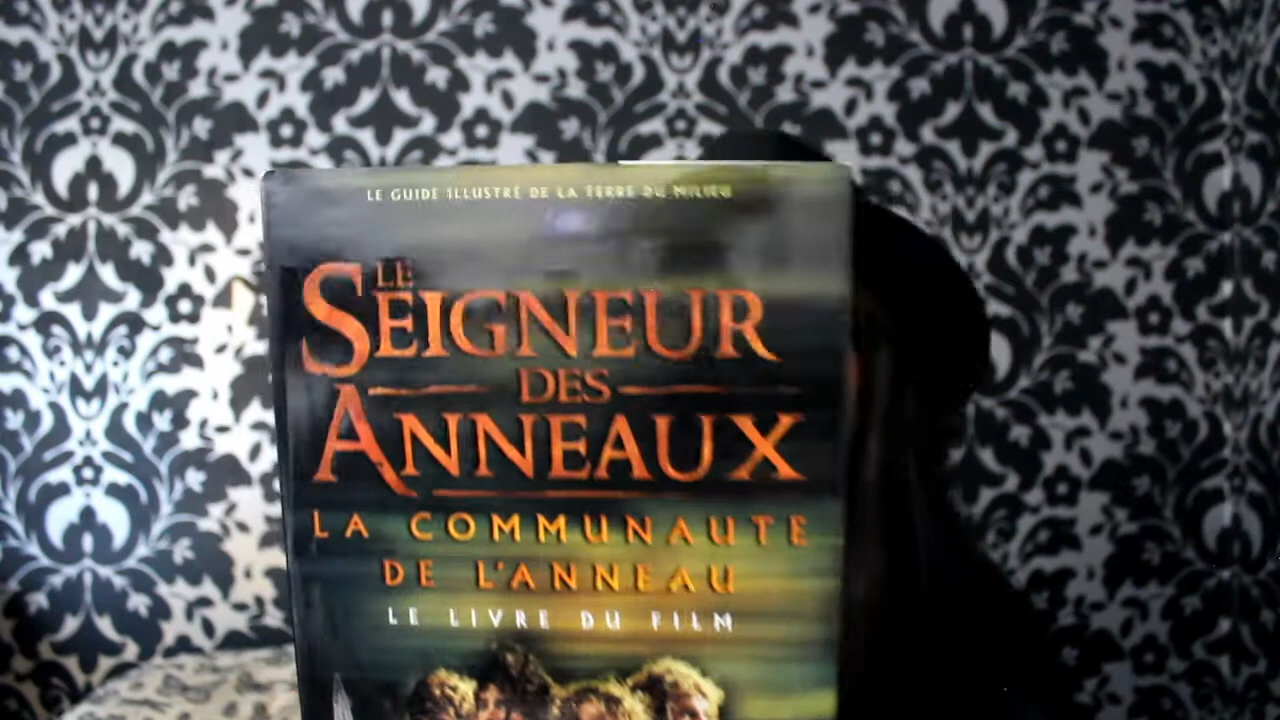 LE GUIDE ILLUSTRÉ DE LA TERRE DU MILIEU
LE
SEIGNEUR
DES
ANNEAUX
LA COMMUNAUTE
DE L'ANNEAU
LE LIVRE DU FILM